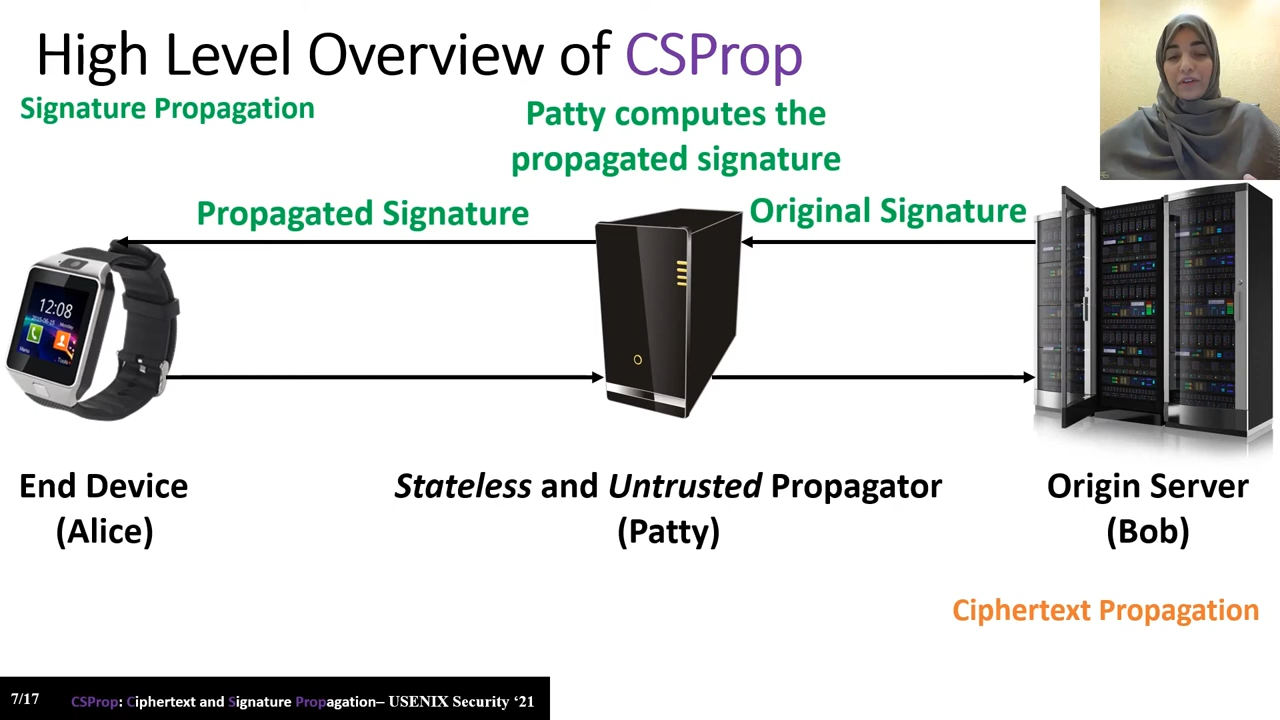 High Level Overview of CSProp
Signature Propagation
Patty computes the
propagated signature
Propagated Signature
Original Signature
12:08
End Device
(Alice)
Stateless and Untrusted Propagator
(Patty)
Origin Server
(Bob)
Ciphertext Propagation
7/17
CSProp: Ciphertext and Signature Propagation– USENIX Security ‘21